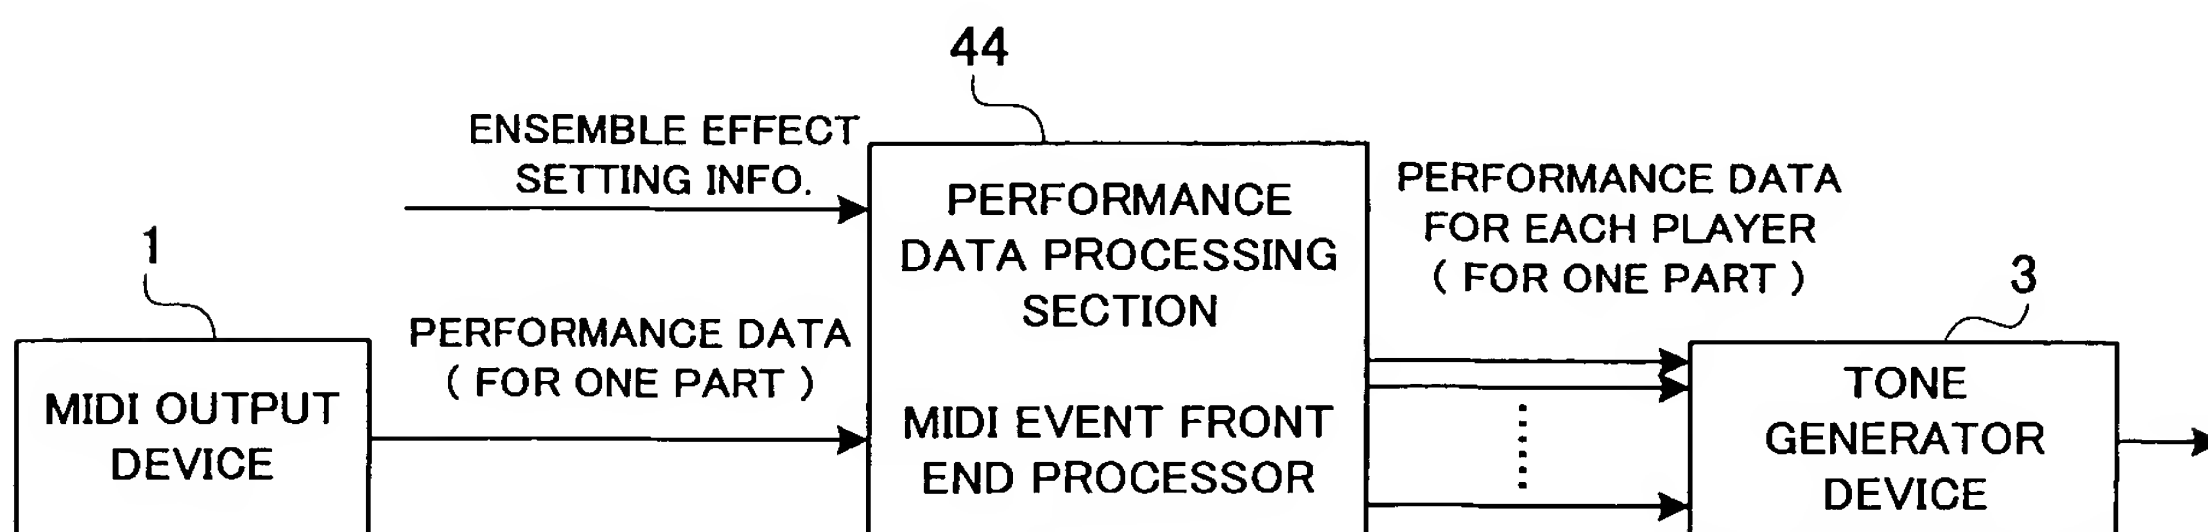 44
ENSEMBLE EFFECT
SETTING INFO.
PERFORMANCE
DATA PROCESSING
SECTION
MIDI EVENT FRONT
END PROCESSOR
PERFORMANCE DATA
FOR EACH PLAYER
( FOR ONE PART )
1
PERFORMANCE DATA
( FOR ONE PART )
MIDI OUTPUT
DEVICE
3
TONE
GENERATOR
DEVICE